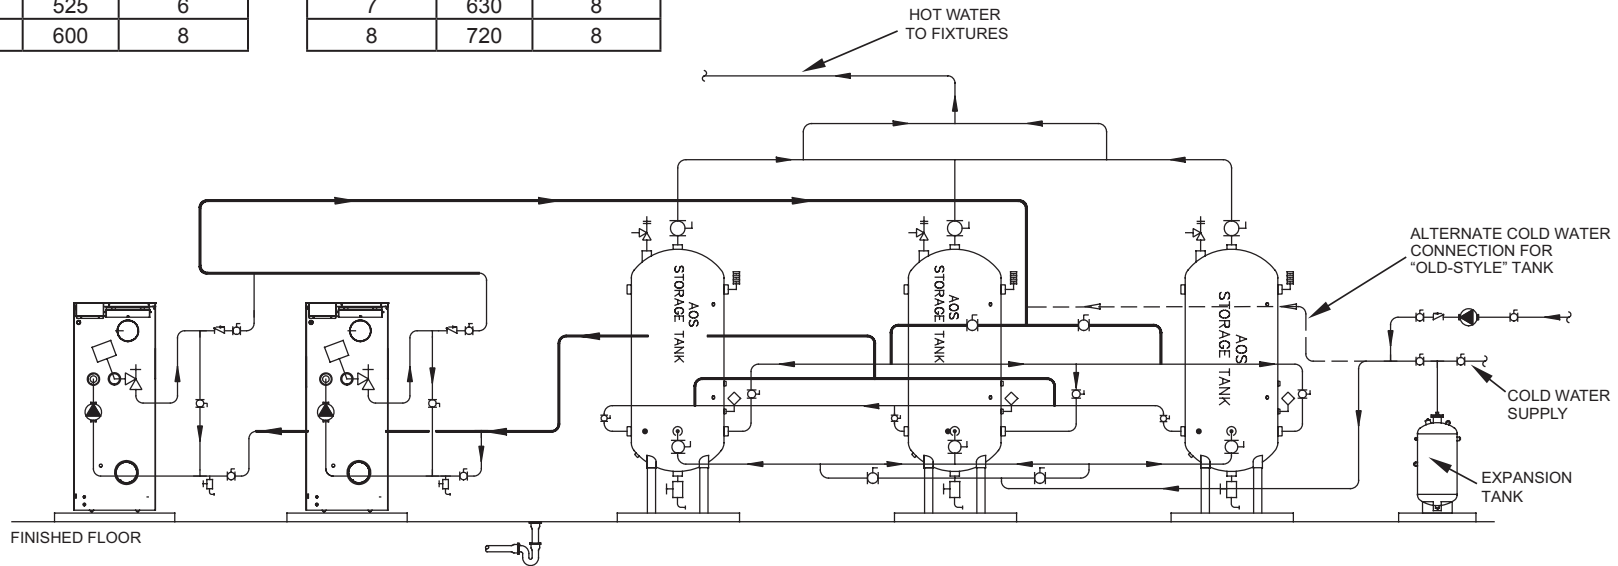 525 6
7 630 8
600 8
8 720 8
HOT WATER
TO FIXTURES
ALTERNATE COLD WATER
CONNECTION FOR
“OLD-STYLE” TANK
AOS
STORAGE TANK
AOS
STORAGE TANK
AOS
STORAGE TANK
COLD WATER
SUPPLY
EXPANSION
TANK
FINISHED FLOOR